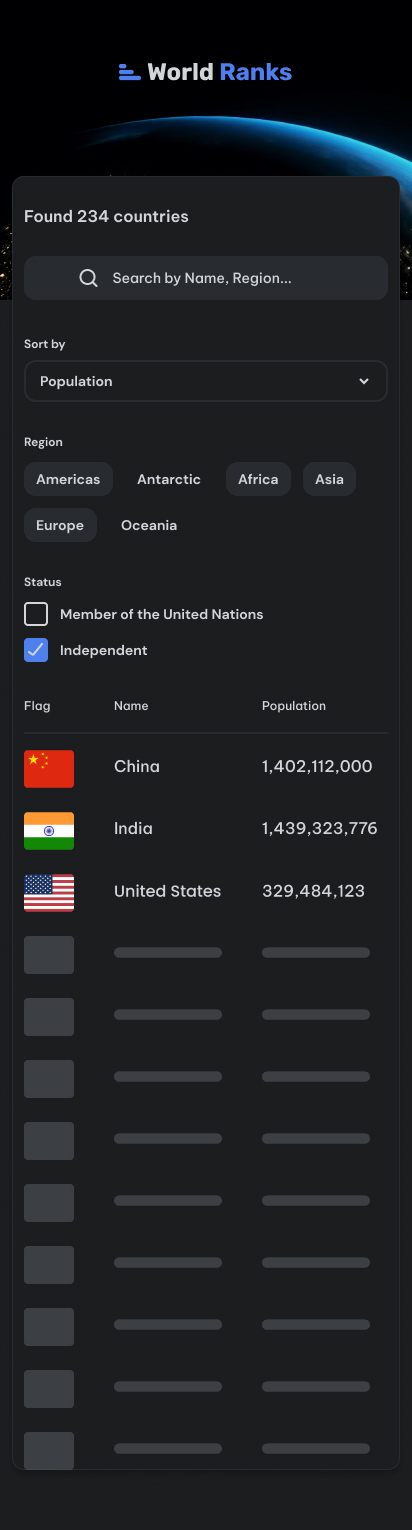 World Ranks
Found 234 countries
Search by Name, Region...
Sort by
Population
Region
Americas Antarctic Africa Asia
Europe Oceania
Status
Member of the United Nations
Independent
Flag Name Population
China 1,402,112,000
India 1,439,323,776
United States 329,484,123